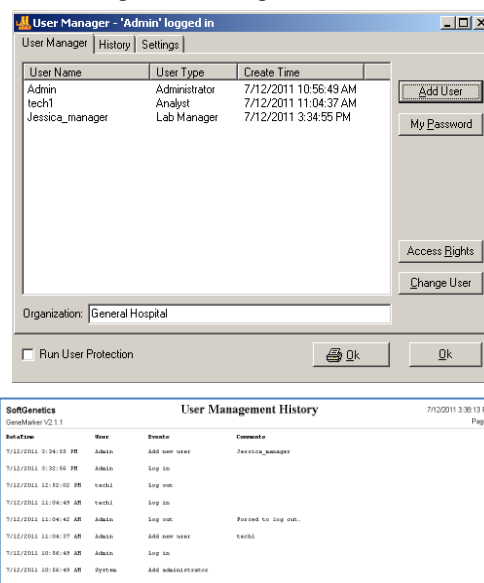 User Manager - 'Admin' logged in
User Manager History Settings
User Name User Type Create Time
Admin Administrator 7/12/2011 10:56:49 AM
tech1 Analyst 7/12/2011 11:04:37 AM
Jessica_manager Lab Manager 7/12/2011 3:34:55 PM
Add User
My Password
Access Rights
Change User
Organization: General Hospital
Run User Protection Ok Ok
SoftGenetics User Management History 7/12/2011 3:38:13
GeneMarker V2.1.1 Page
DateTime User Events Comments
7/12/2011 3:34:55 PM Admin Add new user Jessica_manager
7/12/2011 3:32:56 PM Admin Log in
7/12/2011 12:52:02 PM tech1 Log out
7/12/2011 11:04:49 AM tech1 Log in
7/12/2011 11:04:42 AM Admin Log out Forced to log out.
7/12/2011 11:04:37 AM Admin Add new user tech1
7/12/2011 10:56:49 AM Admin Log in
7/12/2011 10:56:49 AM System Add administrator